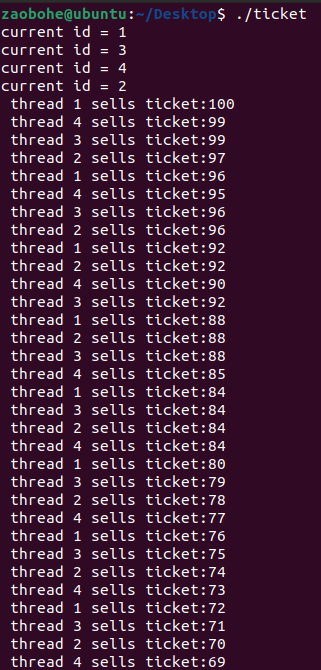 zaobohe@ubuntu:~/Desktop$ ./ticket
current id = 1
current id = 3
current id = 4
current id = 2
thread 1 sells ticket:100
thread 4 sells ticket:99
thread 3 sells ticket:99
thread 2 sells ticket:97
thread 1 sells ticket:96
thread 4 sells ticket:95
thread 3 sells ticket:96
thread 2 sells ticket:96
thread 1 sells ticket:92
thread 2 sells ticket:92
thread 4 sells ticket:90
thread 3 sells ticket:92
thread 1 sells ticket:88
thread 2 sells ticket:88
thread 3 sells ticket:88
thread 4 sells ticket:85
thread 1 sells ticket:84
thread 3 sells ticket:84
thread 2 sells ticket:84
thread 4 sells ticket:84
thread 1 sells ticket:80
thread 3 sells ticket:79
thread 2 sells ticket:78
thread 4 sells ticket:77
thread 1 sells ticket:76
thread 3 sells ticket:75
thread 2 sells ticket:74
thread 4 sells ticket:73
thread 1 sells ticket:72
thread 3 sells ticket:71
thread 2 sells ticket:70
thread 4 sells ticket:69